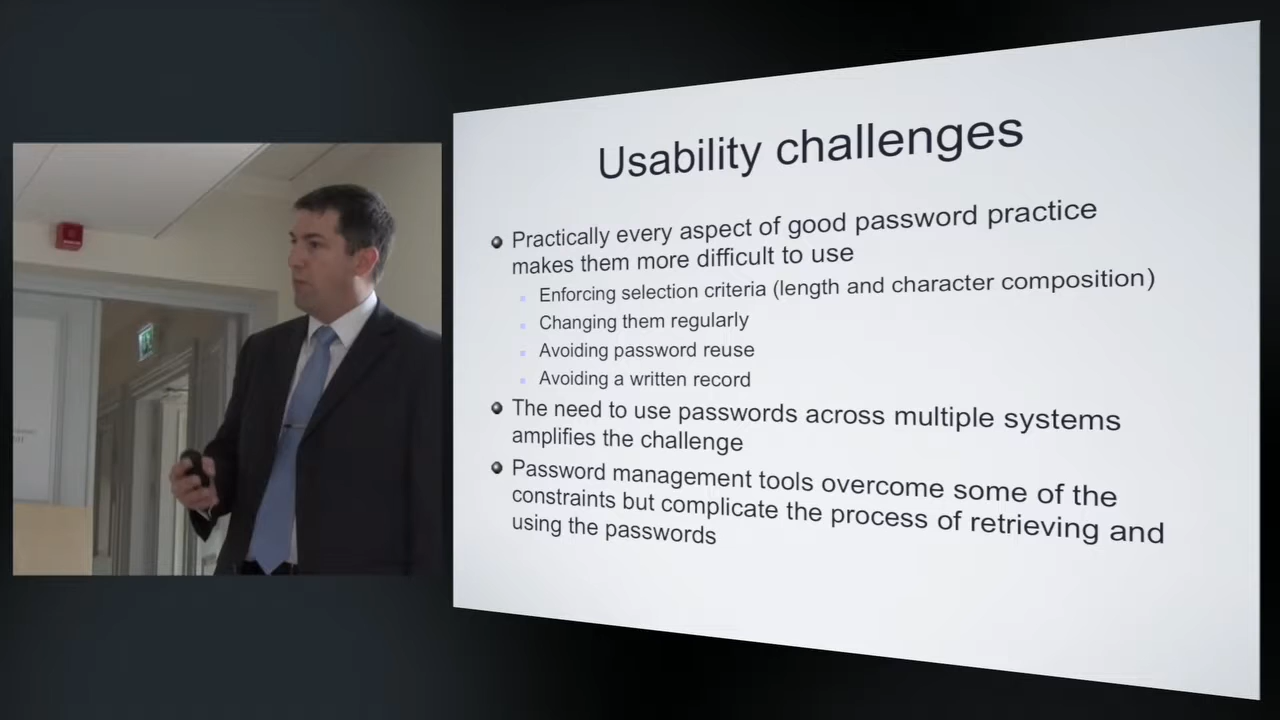 Usability challenges
Practically every aspect of good password practice
makes them more difficult to use
Enforcing selection criteria (length and character composition)
Changing them regularly
Avoiding password reuse
Avoiding a written record
The need to use passwords across multiple systems
amplifies the challenge
Password management tools overcome some of the
constraints but complicate the process of retrieving and
using the passwords